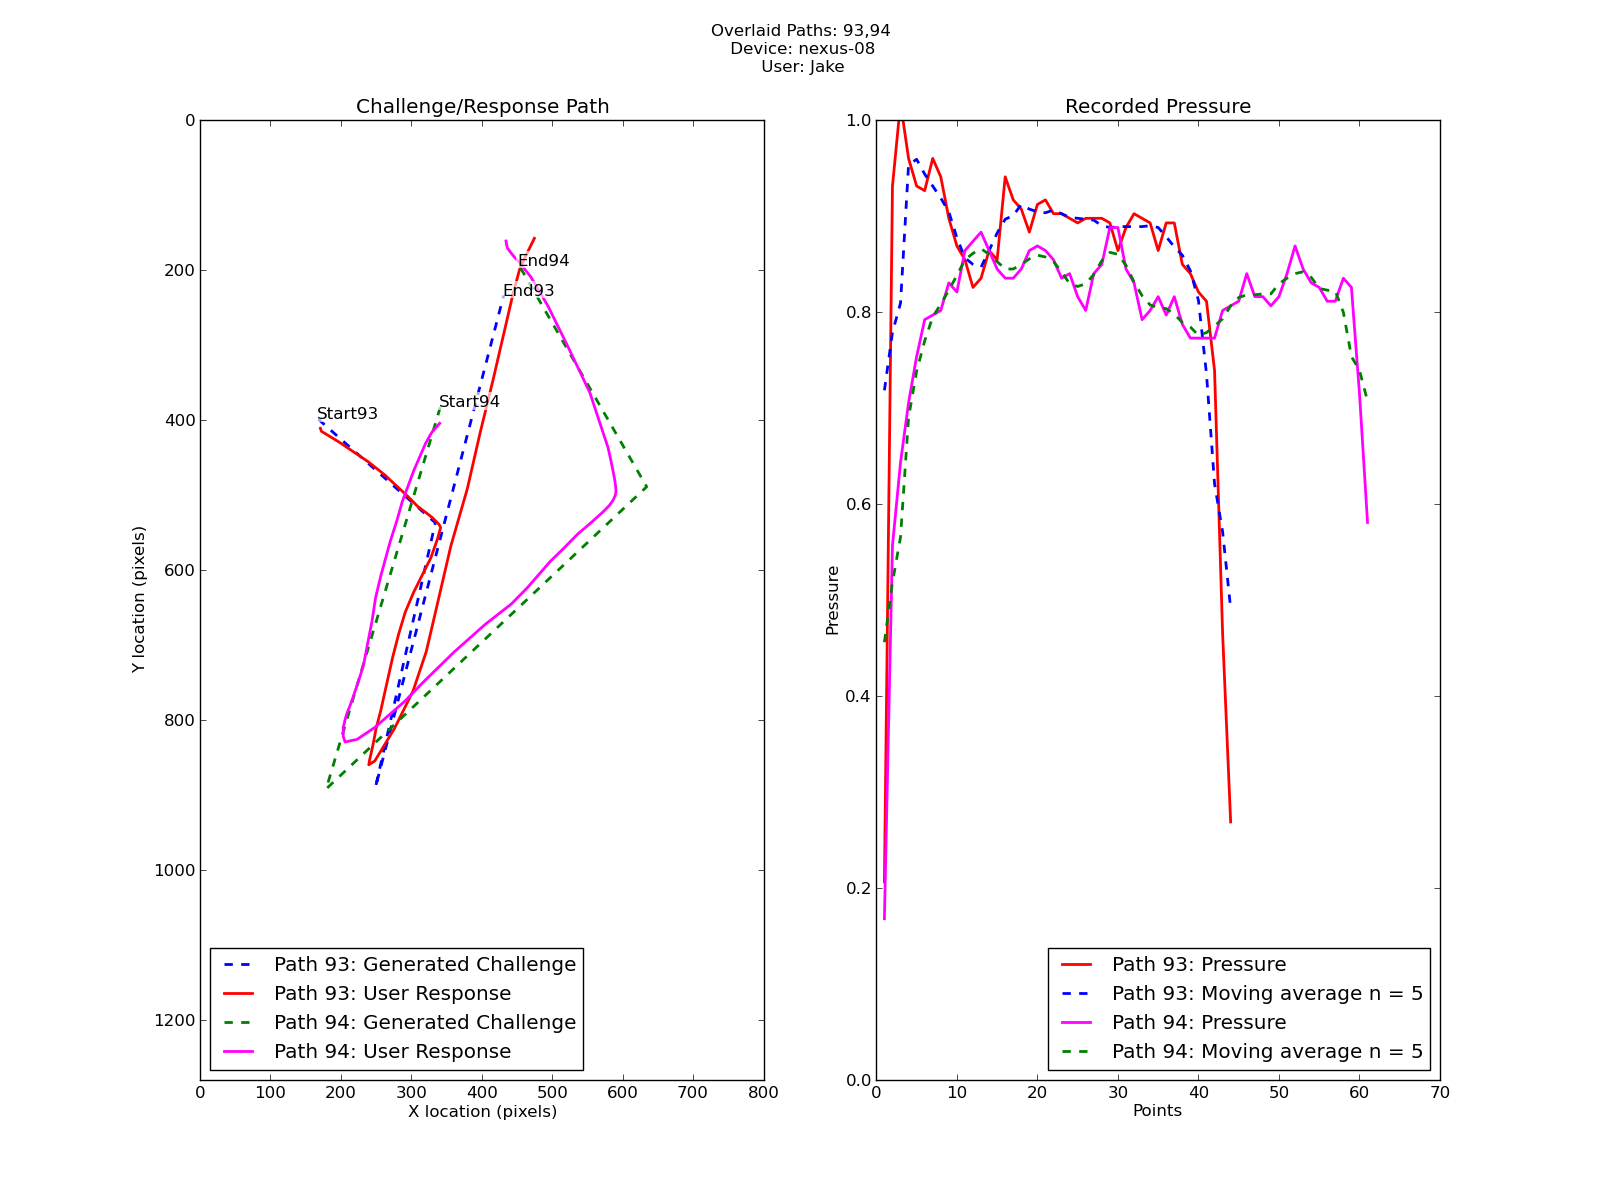 Overlaid Paths: 93,94
Device: nexus-08
User: Jake
Challenge/Response Path
0
200
400
600
800
1000
1200
Y location (pixels)
End94
End93
Start94
Start93
Path 93: Generated Challenge
Path 93: User Response
Path 94: Generated Challenge
Path 94: User Response
0 100 200 300 400 500 600 700 800
X location (pixels)
Recorded Pressure
1.0
0.8
0.6
0.4
0.2
0.0
Pressure
Path 93: Pressure
Path 93: Moving average n = 5
Path 94: Pressure
Path 94: Moving average n = 5
0 10 20 30 40 50 60 70
Points